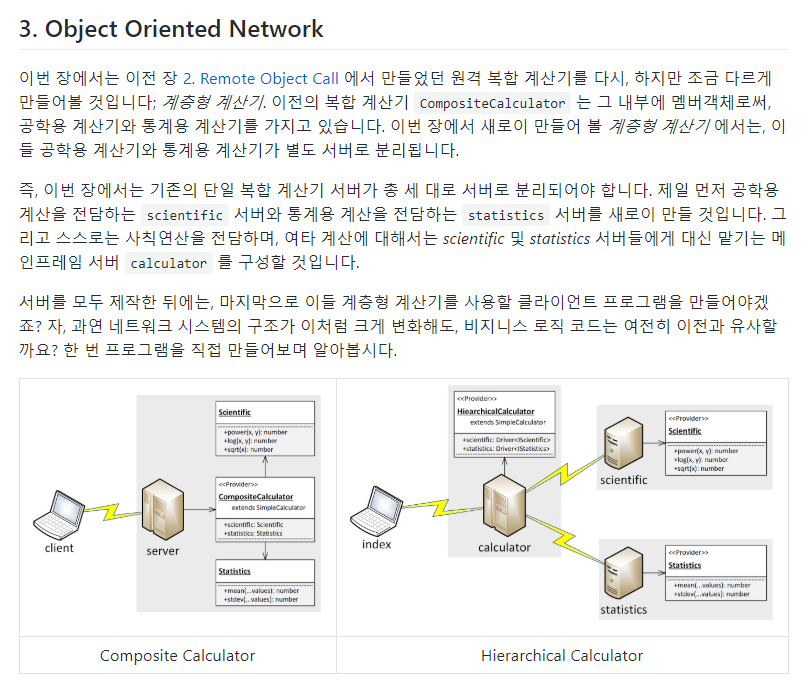 3. Object Oriented Network
이번 장에서는 이전 장 2. Remote Object Call 에서 만들었던 원격 복합 계산기를 다시, 하지만 조금 다르게
만들어볼 것입니다; 계층형 계산기. 이전의 복합 계산기 CompositeCalculator 는 그 내부에 멤버객체로써,
공학용 계산기와 통계용 계산기를 가지고 있습니다. 이번 장에서 새로이 만들어 볼 계층형 계산기 에서는, 이
들 공학용 계산기와 통계용 계산기가 별도 서버로 분리됩니다.
즉, 이번 장에서는 기존의 단일 복합 계산기 서버가 총 세 대로 서버로 분리되어야 합니다. 제일 먼저 공학용
계산을 전담하는 scientific 서버와 통계용 계산을 전담하는 statistics 서버를 새로이 만들 것입니다. 그
리고 스스로는 사칙연산을 전담하며, 여타 계산에 대해서는 scientific 및 statistics 서버들에게 대신 맡기는 메
인프레임 서버 calculator 를 구성할 것입니다.
서버를 모두 제작한 뒤에는, 마지막으로 이들 계층형 계산기를 사용할 클라이언트 프로그램을 만들어야겠
죠? 자, 과연 네트워크 시스템의 구조가 이처럼 크게 변화해도, 비지니스 로직 코드는 여전히 이전과 유사할
까요? 한 번 프로그램을 직접 만들어보며 알아봅시다.
Scientific
+power(x, y): number
+log(x, y): number
+sqrt(x): number
<<Provider>>
CompositeCalculator
extends SimpleCalculator
+scientific: Scientific
+statistics: Statistics
Statistics
+mean(...values): number
+stdev(...values): number
client
server
<<Provider>>
HiearchicalCalculator
extends SimpleCalculator
+scientific: Driver<IScientific>
+statistics: Driver<IStatistics>
index
calculator
scientific
<<Provider>>
Scientific
+power(x, y): number
+log(x, y): number
+sqrt(x): number
statistics
<<Provider>>
Statistics
+mean(...values): number
+stdev(...values): number
Composite Calculator
Hierarchical Calculator